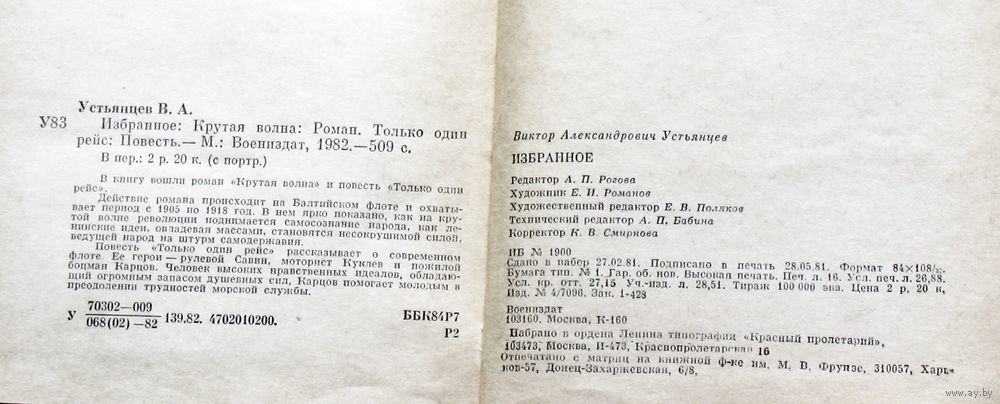 Устьянцев В. А.
У83 Избранное: Крутая волна: Роман. Только один
рейс: Повесть.— М.: Воениздат, 1982.—509 с.
В пер.: 2 р. 20 к. (с портр.)
В книгу вошли роман «Крутая волна» и повесть «Только один
рейс».
Действие романа происходит на Балтийском флоте и охваты-
вает период с 1905 по 1918 год. В нем ярко показано, как на кру-
той волне революции поднимается самосознание народа, как ле-
нинские идеи, овладевая массами, становятся несокрушимой силой,
ведущей народ на штурм самодержавия.
Повесть «Только один рейс» рассказывает о современном
флоте. Ее герои — рулевой Савин, моторист Куклев и пожилой
боцман Карцов. Человек высоких нравственных идеалов, обладаю-
щий огромным запасом душевных сил, Карцов помогает молодым в
преодолении трудностей морской службы.
У 70302—009
068(02)—82 139.82. 4702010200.
ББК84Р7
Р2
Виктор Александрович Устьянцев
ИЗБРАННОЕ
Редактор А. П. Рогова
Художник Е. И. Романов
Художественный редактор Е. В. Поляков
Технический редактор А. П. Бабина
Корректор К. В. Смирнова
ИБ № 1900
Сдано в набор 27.02.81. Подписано в печать 28.05.81. Формат 84×108/
Бумага тип. № 1. Гар. об. нов. Высокая печать. Печ. л. 16. Усл. печ. л. 26,88.
Усл. кр. отт. 27,15 Уч.-изд. л. 28,51. Тираж 100 000 экз. Цена 2 р. 20 к.
Изд. № 4/7096. Зак. 1-428
Воениздат
103160, Москва, К-160
Набрано в ордена Ленина типографии «Красный пролетарий»,
103473, Москва, И-473, Краснопролетарская 16
Отпечатано с матриц на книжной ф-ке им. М. В. Фрунзе, 310057, Харь-
ков-57, Донец-Захаржевская, 6/8.
www.ay.by